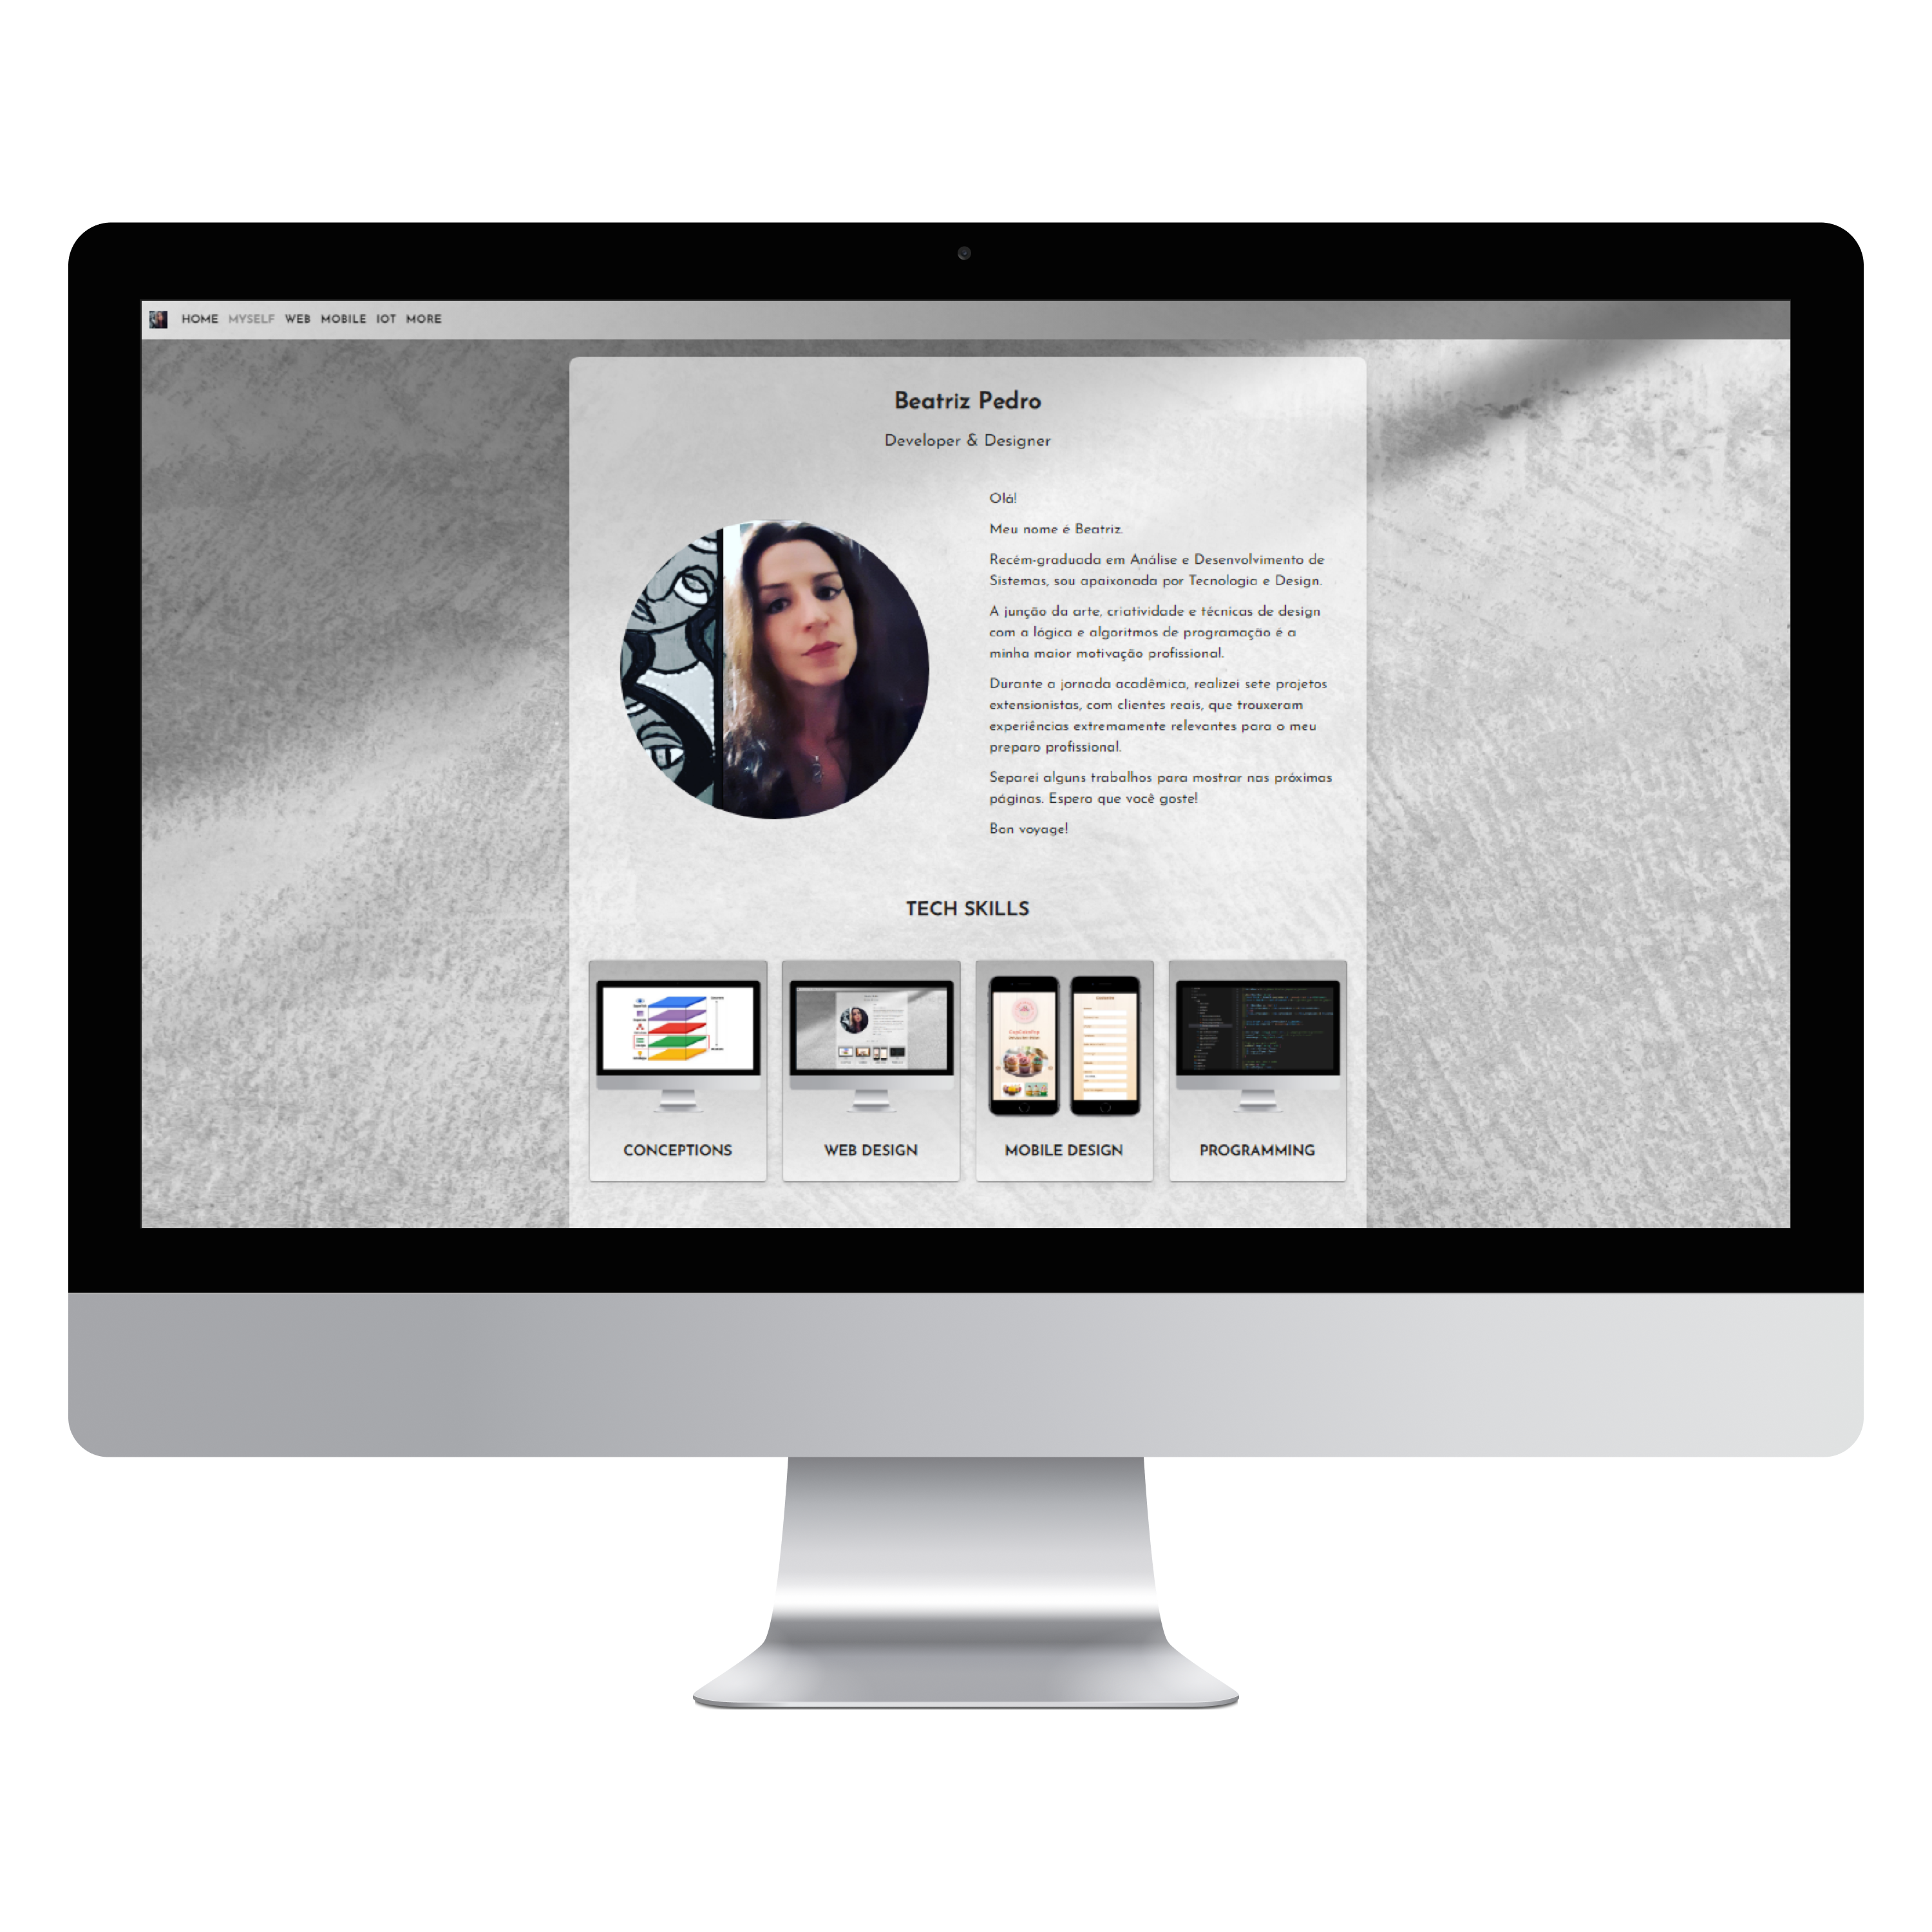 HOME MYSELF WEB MOBILE IOT MORE
Beatriz Pedro
Developer & Designer
Olá!
Meu nome é Beatriz.
Recém-graduada em Análise e Desenvolvimento de
Sistemas, sou apaixonada por Tecnologia e Design.
A junção da arte, criatividade e técnicas de design
com a lógica e algoritmos de programação é a
minha maior motivação profissional.
Durante a jornada acadêmica, realizei sete projetos
extensionistas, com clientes reais, que trouxeram
experiências extremamente relevantes para o meu
preparo profissional.
Separei alguns trabalhos para mostrar nas próximas
páginas. Espero que você goste!
Bon voyage!
TECH SKILLS
CONCEPTIONS
WEB DESIGN
MOBILE DESIGN
PROGRAMMING